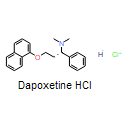 N
O
H Cl
Dapoxetine HCl